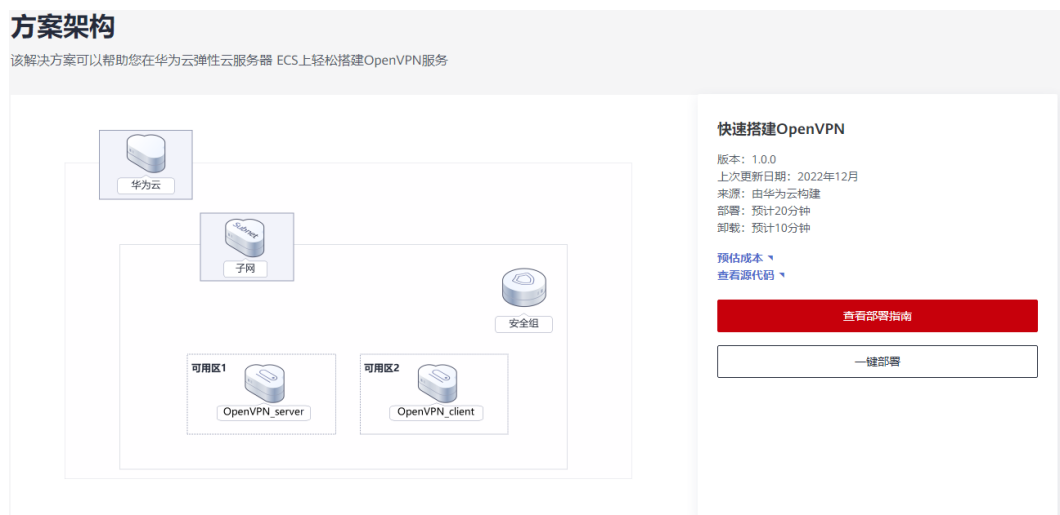 方案架构
该解决方案可以帮助您在华为云弹性云服务器 ECS上轻松搭建OpenVPN服务
华为云
Subnet
子网
安全组
可用区1
OpenVPN_server
可用区2
OpenVPN_client
快速搭建OpenVPN
版本：1.0.0
上次更新日期：2022年12月
来源：由华为云构建
部署：预计20分钟
卸载：预计10分钟
预估成本
查看源代码
查看部署指南
一键部署